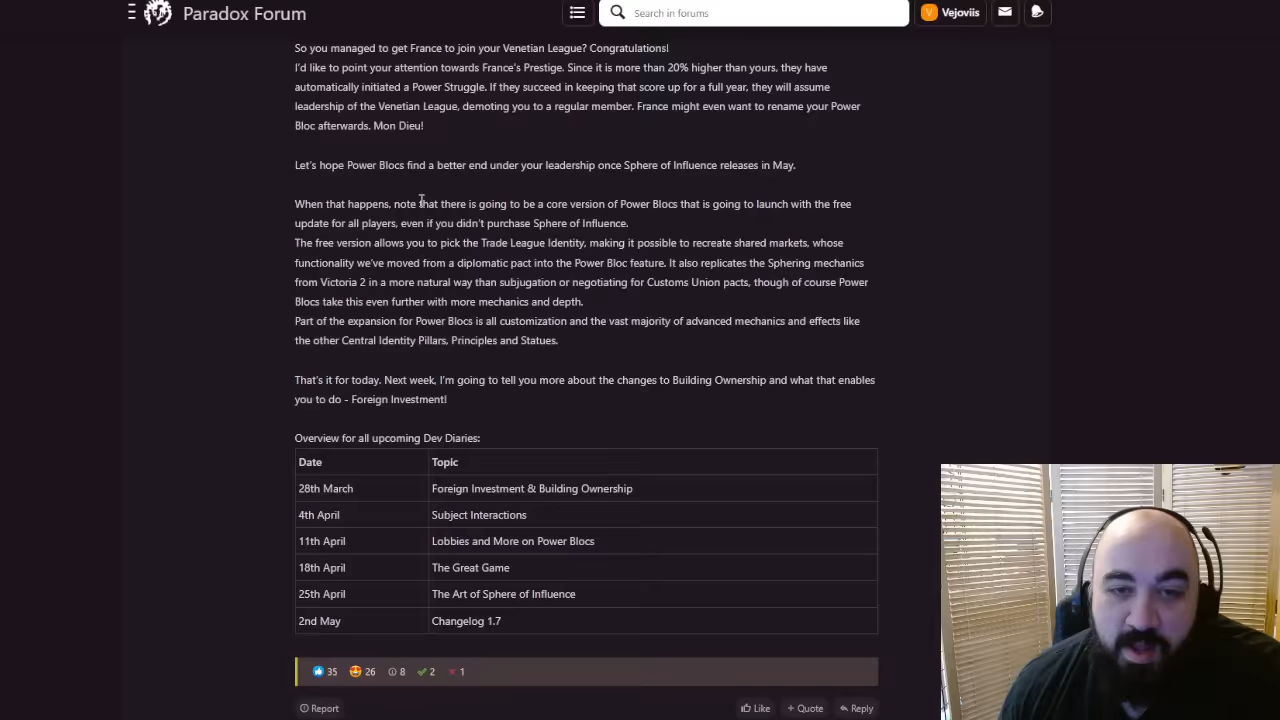 Paradox Forum
Search in forums
V Vejoviis
So you managed to get France to join your Venetian League? Congratulations!
I'd like to point your attention towards France's Prestige. Since it is more than 20% higher than yours, they have
automatically initiated a Power Struggle. If they succeed in keeping that score up for a full year, they will assume
leadership of the Venetian League, demoting you to a regular member. France might even want to rename your Power
Bloc afterwards. Mon Dieu!
Let's hope Power Blocs find a better end under your leadership once Sphere of Influence releases in May.
When that happens, note that there is going to be a core version of Power Blocs that is going to launch with the free
update for all players, even if you didn't purchase Sphere of Influence.
The free version allows you to pick the Trade League Identity, making it possible to recreate shared markets, whose
functionality we've moved from a diplomatic pact into the Power Bloc feature. It also replicates the Sphering mechanics
from Victoria 2 in a more natural way than subjugation or negotiating for Customs Union pacts, though of course Power
Blocs take this even further with more mechanics and depth.
Part of the expansion for Power Blocs is all customization and the vast majority of advanced mechanics and effects like
the other Central Identity Pillars, Principles and Statues.
That's it for today. Next week, I'm going to tell you more about the changes to Building Ownership and what that enables
you to do - Foreign Investment!
Overview for all upcoming Dev Diaries:
Date Topic
28th March Foreign Investment & Building Ownership
4th April Subject Interactions
11th April Lobbies and More on Power Blocs
18th April The Great Game
25th April The Art of Sphere of Influence
2nd May Changelog 1.7
35 26 8 2 1
Report Like + Quote Reply